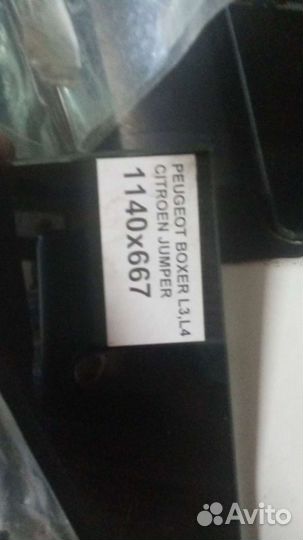 PEUGEOT BOXER L3,L4
CITROEN JUMPER
1140x667
Avito